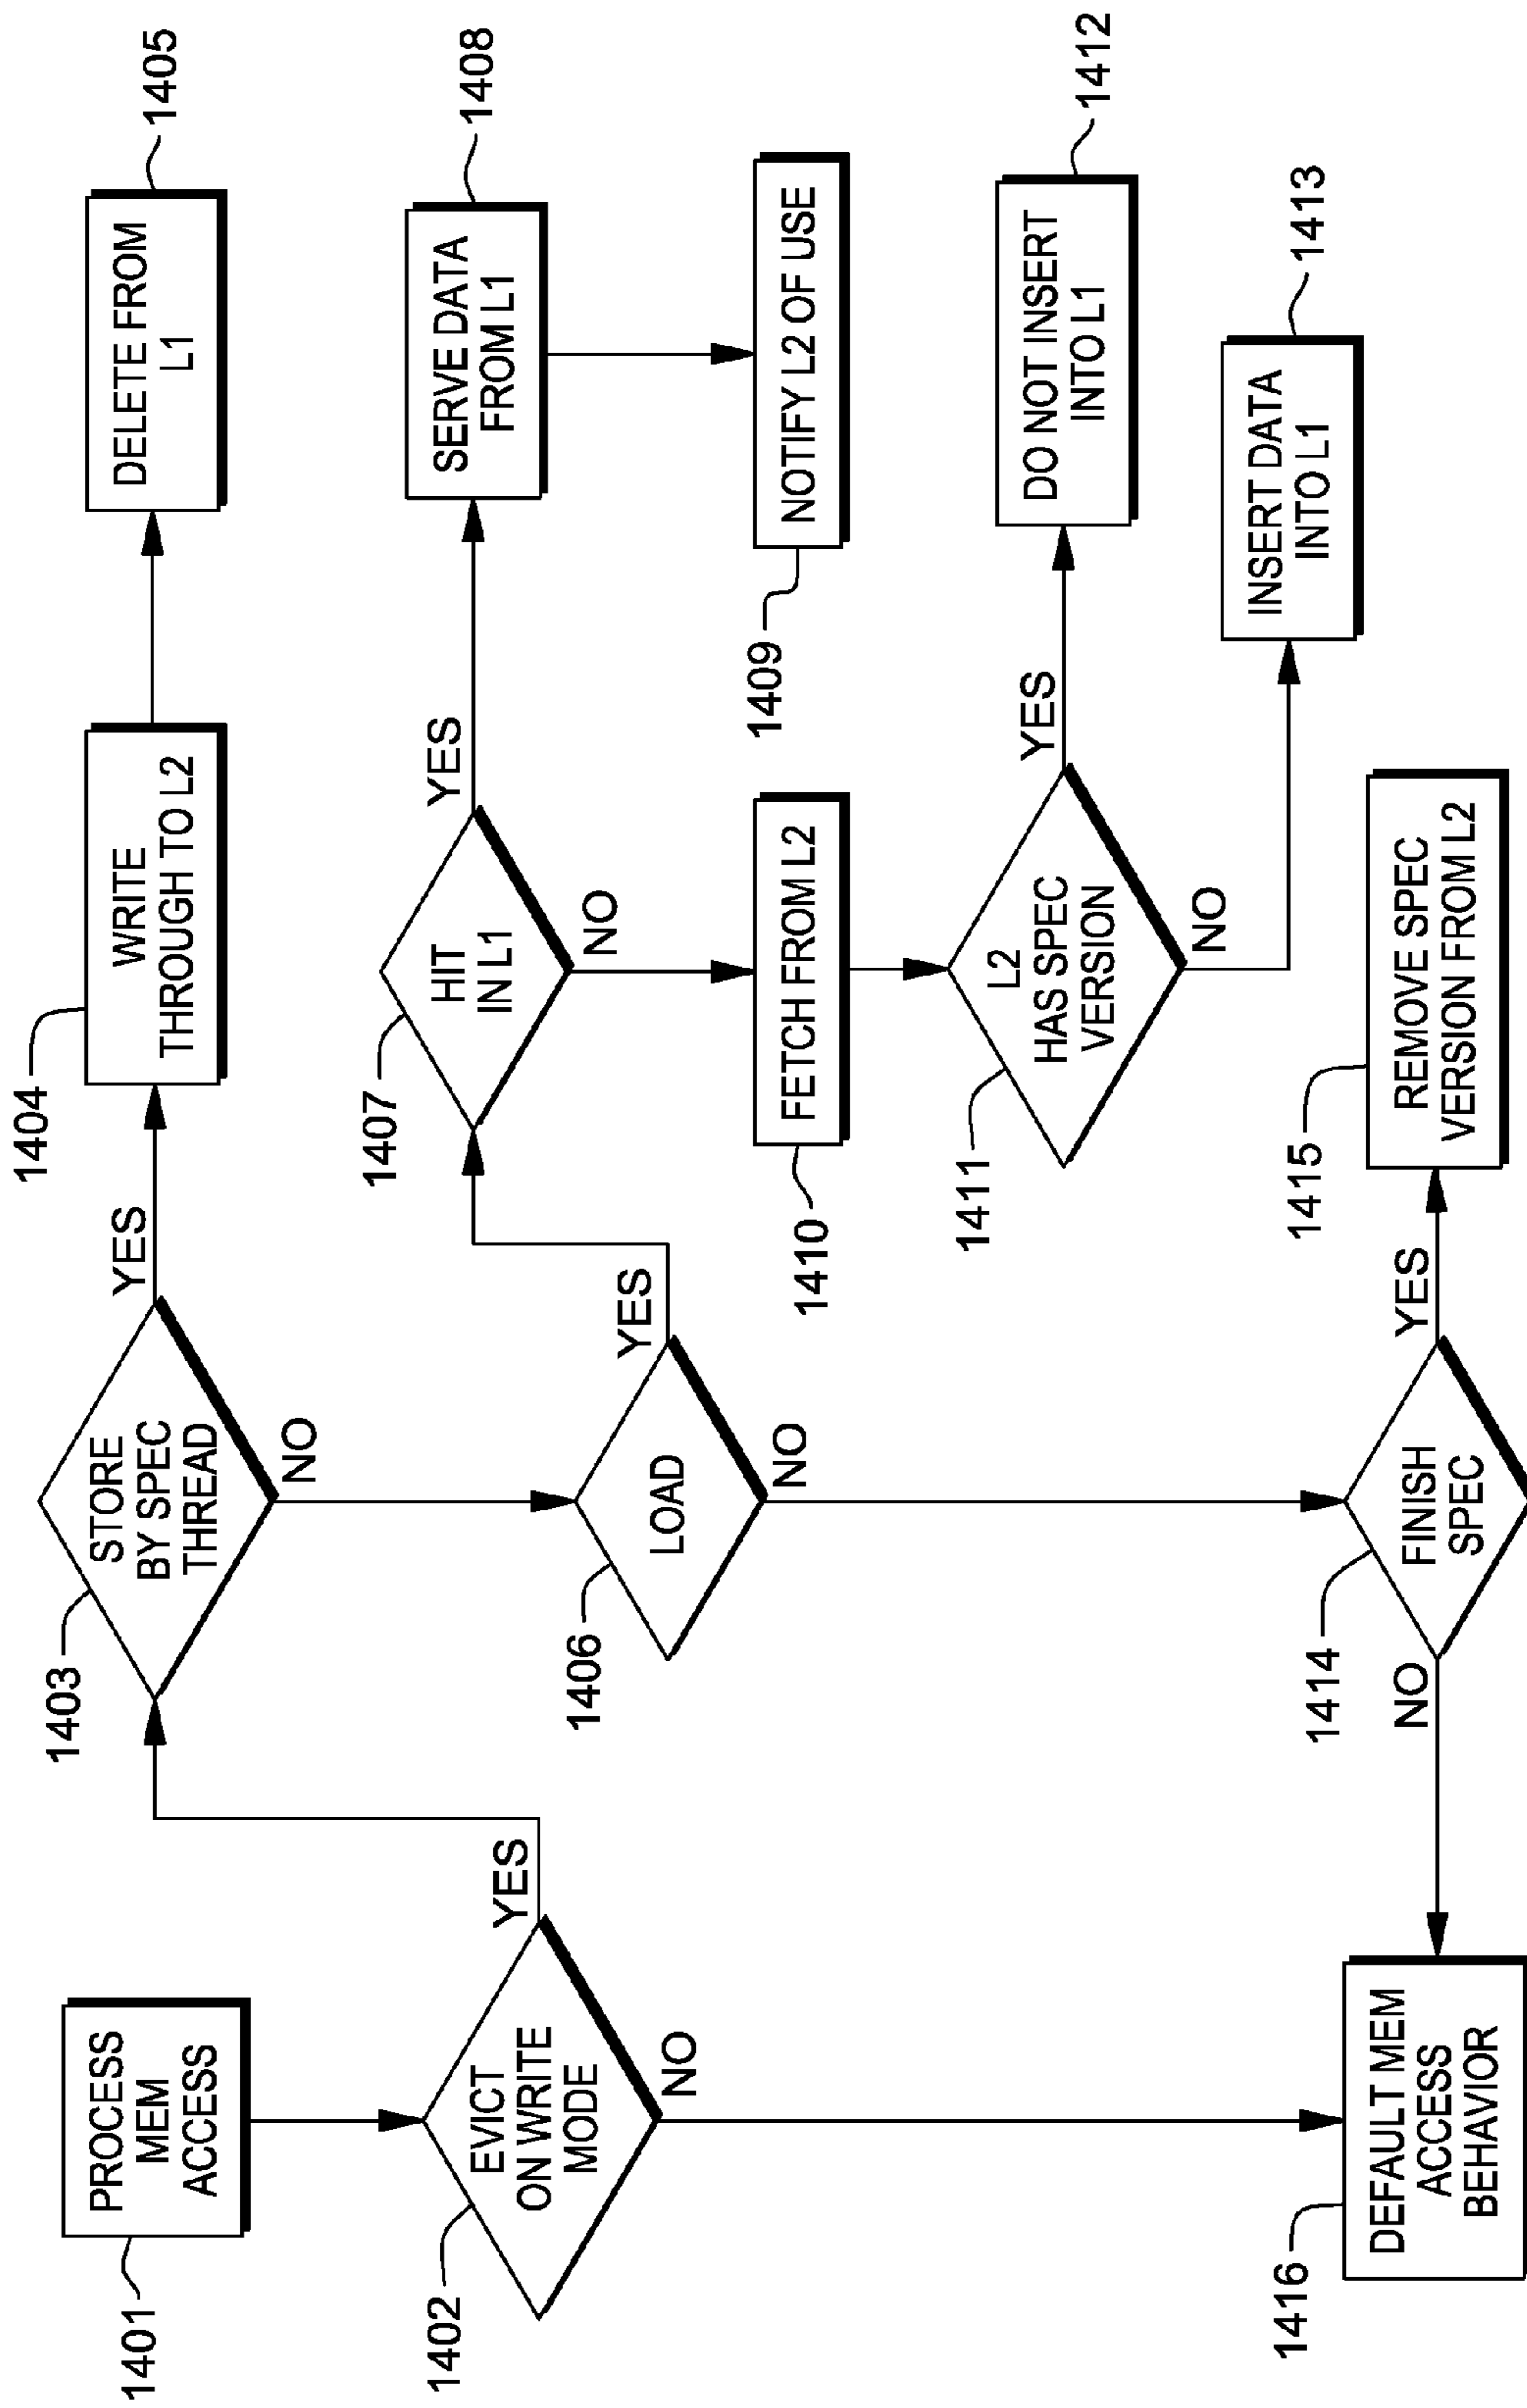 1401
PROCESS
MEM
ACCESS
1402
EVICT
ON WRITE
MODE
YES
NO
1403
STORE
BY SPEC
THREAD
YES
NO
1404
WRITE
THROUGH TO L2
DELETE FROM
L1
1405
1406
LOAD
YES
NO
1407
HIT
IN L1
YES
NO
SERVE DATA
FROM L1
1408
NOTIFY L2 OF USE
1409
FETCH FROM L2
1410
1411
L2
HAS SPEC
VERSION
YES
NO
DO NOT INSERT
INTO L1
1412
INSERT DATA
INTO L1
1413
1414
FINISH
SPEC
YES
NO
1415
REMOVE SPEC
VERSION FROM L2
1416
DEFAULT MEM
ACCESS
BEHAVIOR